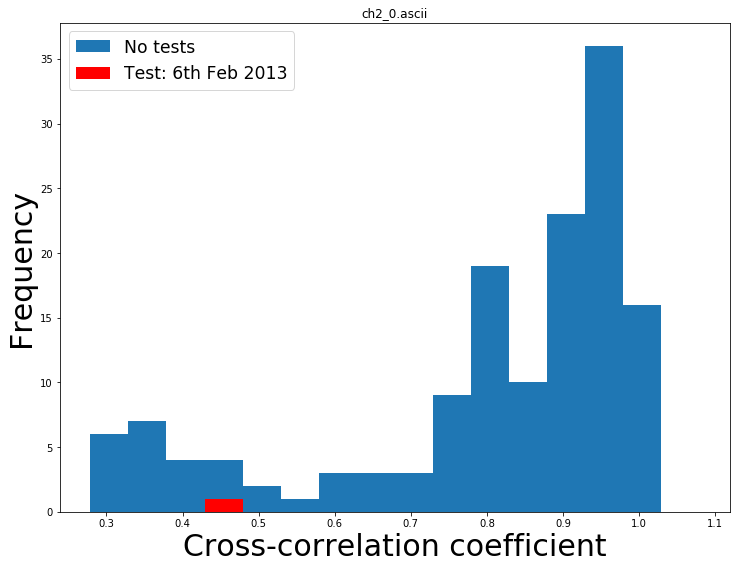 ch2_0.ascii
No tests
Test: 6th Feb 2013
Frequency
35
30
25
20
15
10
5
0
0.3 0.4 0.5 0.6 0.7 0.8 0.9 1.0 1.1
Cross-correlation coefficient